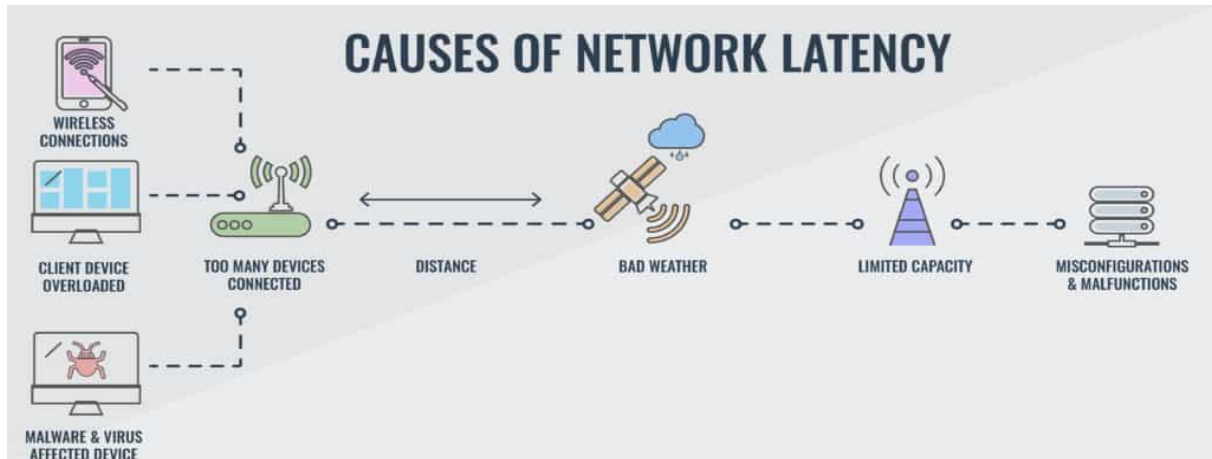 CAUSES OF NETWORK LATENCY
WIRELESS
CONNECTIONS
CLIENT DEVICE
OVERLOADED
MALWARE & VIRUS
AFFECTED DEVICE
TOO MANY DEVICES
CONNECTED
DISTANCE
BAD WEATHER
LIMITED CAPACITY
MISCONFIGURATIONS
& MALFUNCTIONS